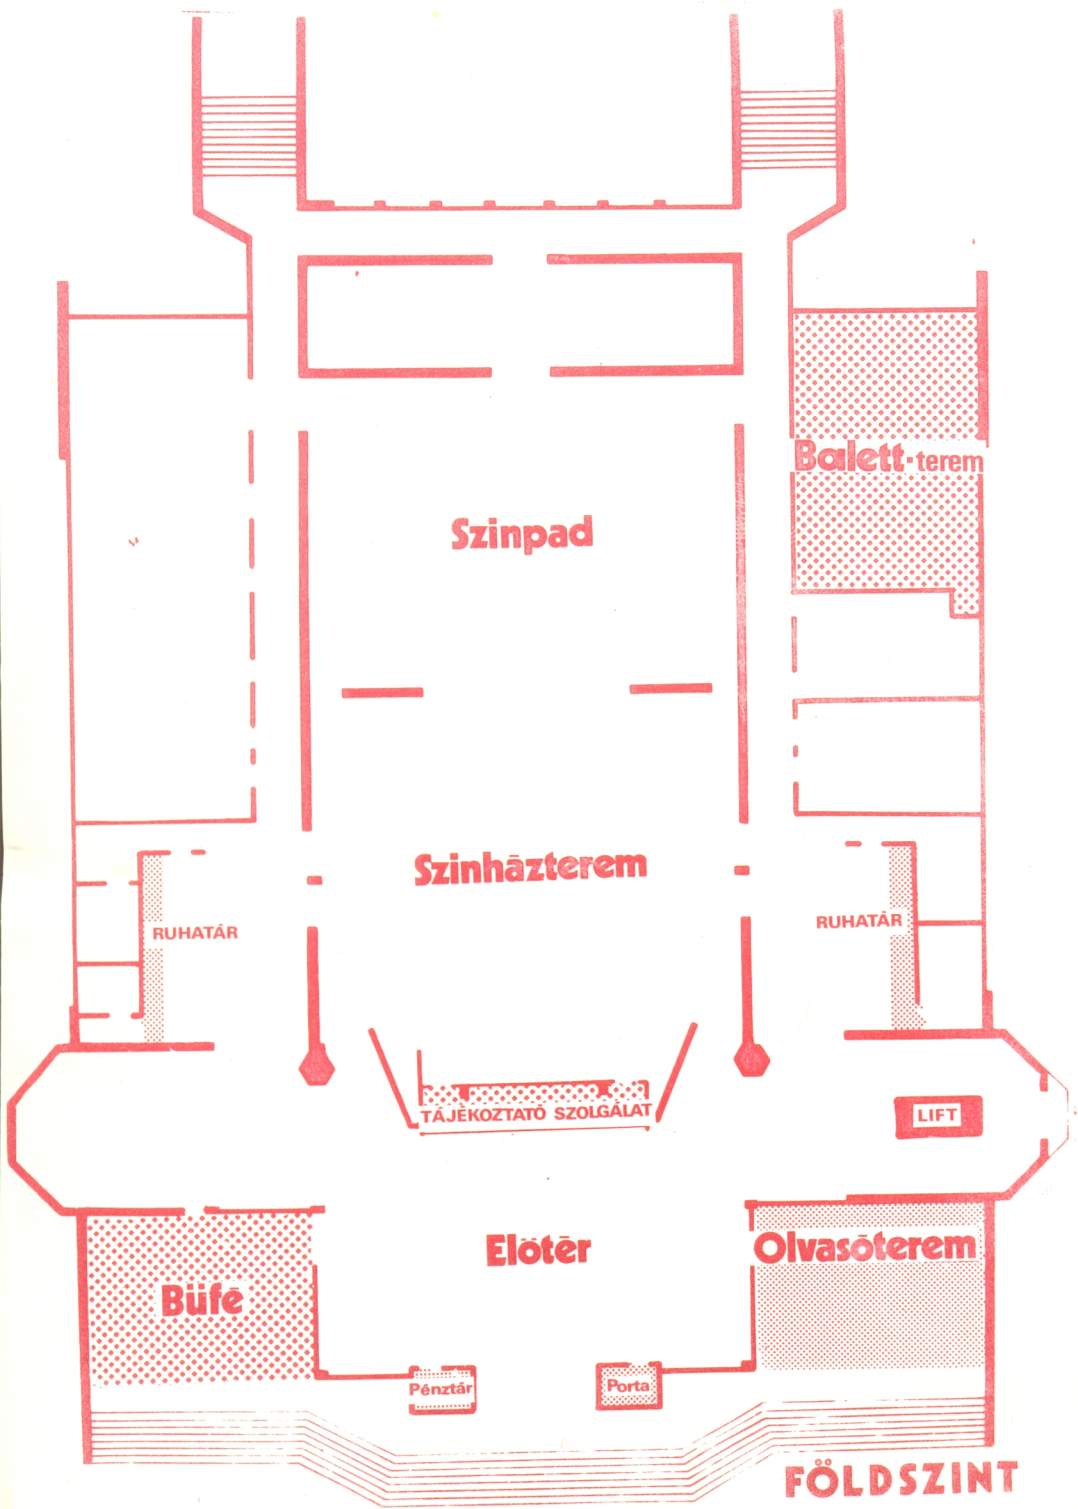 Balett-terem
Szinpad
Szinházterem
RUHATÁR
RUHATÁR
TÁJÉKOZTATÓ SZOLGÁLAT
LIFT
Előtér
Olvasóterem
Büfé
Pénztár
Porta
FÖLDSZINT